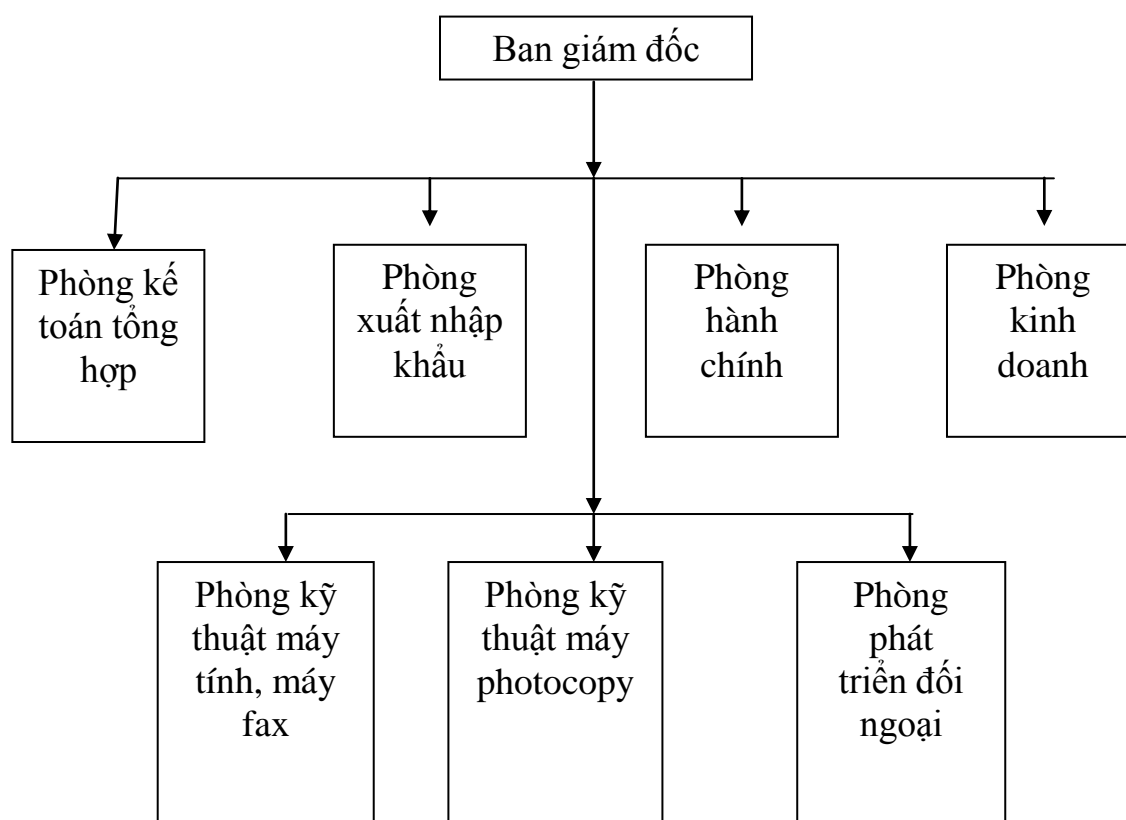 Ban giám đốc
Phòng kế
toán tổng
hợp
Phòng
xuất nhập
khẩu
Phòng
hành
chính
Phòng
kinh
doanh
Phòng kỹ
thuật máy
tính, máy
fax
Phòng kỹ
thuật máy
photocopy
Phòng
phát
triển đối
ngoại